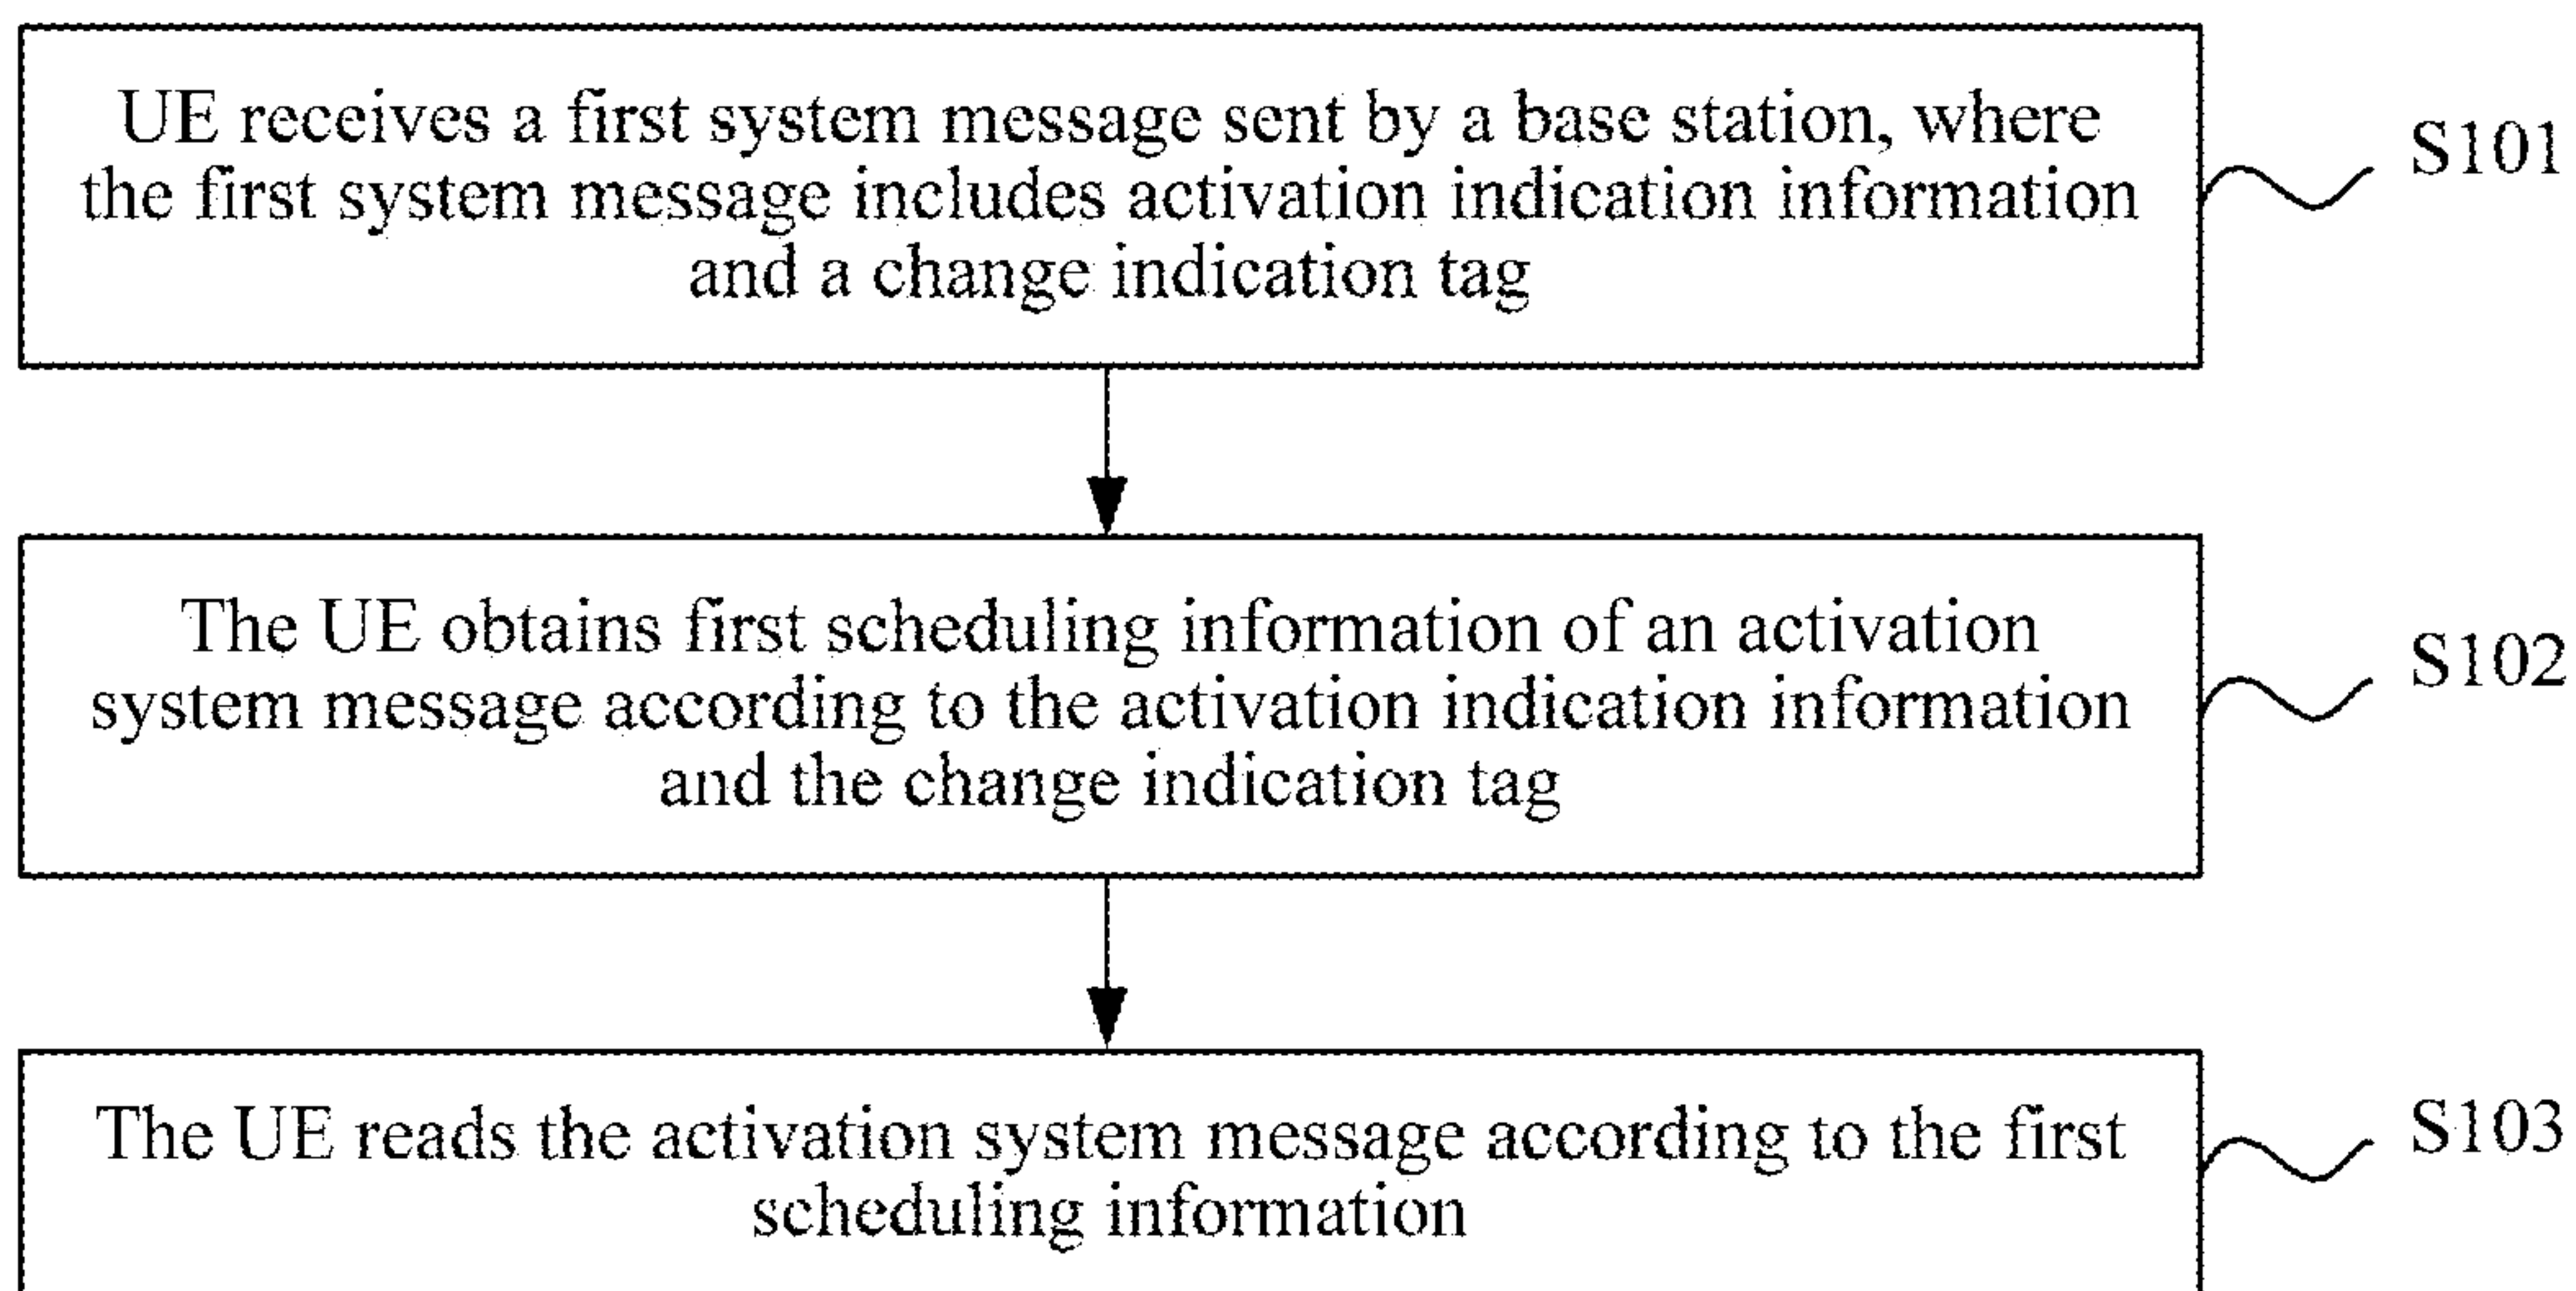 UE receives a first system message sent by a base station, where
the first system message includes activation indication information
and a change indication tag
S101
The UE obtains first scheduling information of an activation
system message according to the activation indication information
and the change indication tag
S102
The UE reads the activation system message according to the first
scheduling information
S103